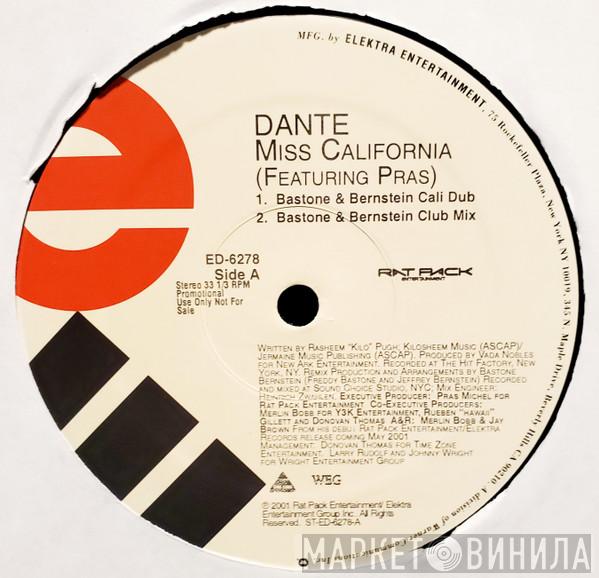 MFG. by ELEKTRA ENTERTAINMENT, 75 Rockefeller Plaza, New York NY 10019, 345 N. Maple Drive, Beverly Hills CA 90210. A division of Warner Communications Inc.
DANTE
MISS CALIFORNIA
(FEATURING PRAS)
1. Bastone & Bernstein Cali Dub
2. Bastone & Bernstein Club Mix
ED-6278
Side A
Stereo 33 1/3 RPM
Promotional
Use Only Not For
Sale
RAT PACK
ENTERTAINMENT
WRITTEN BY RASHEEM "KILO" PUGH, KILOSHEEM MUSIC (ASCAP)/
JERMAINE MUSIC PUBLISHING (ASCAP). PRODUCED BY VADA NOBLES
FOR NEW ARK ENTERTAINMENT. RECORDED AT THE HIT FACTORY, NEW
YORK, NY. REMIX PRODUCTION AND ARRANGEMENTS BY BASTONE
BERNSTEIN (FREDDY BASTONE AND JEFFREY BERNSTEIN) RECORDED
AND MIXED AT SOUND CHOICE STUDIO, NYC; MIX ENGINEER:
HEINRICH ZWAHLEN. EXECUTIVE PRODUCER: PRAS MICHEL FOR
RAT PACK ENTERTAINMENT CO-EXECUTIVE PRODUCERS:
MERLIN BOBB FOR Y3K ENTERTAINMENT, RUEBEN "HAWAII"
GILLETT AND DONOVAN THOMAS A&R: MERLIN BOBB & JAY
BROWN FROM HIS DEBUT RAT PACK ENTERTAINMENT/ELEKTRA
RECORDS RELEASE COMING MAY 2001
MANAGEMENT: DONOVAN THOMAS FOR TIME ZONE
ENTERTAINMENT. LARRY RUDOLF AND JOHNNY WRIGHT
FOR WRIGHT ENTERTAINMENT GROUP
WEG
℗ 2001 Rat Pack Entertainment/ Elektra
Entertainment Group Inc. All Rights
Reserved. ST-ED-6278-A
МАРКЕТ ВИНИЛА